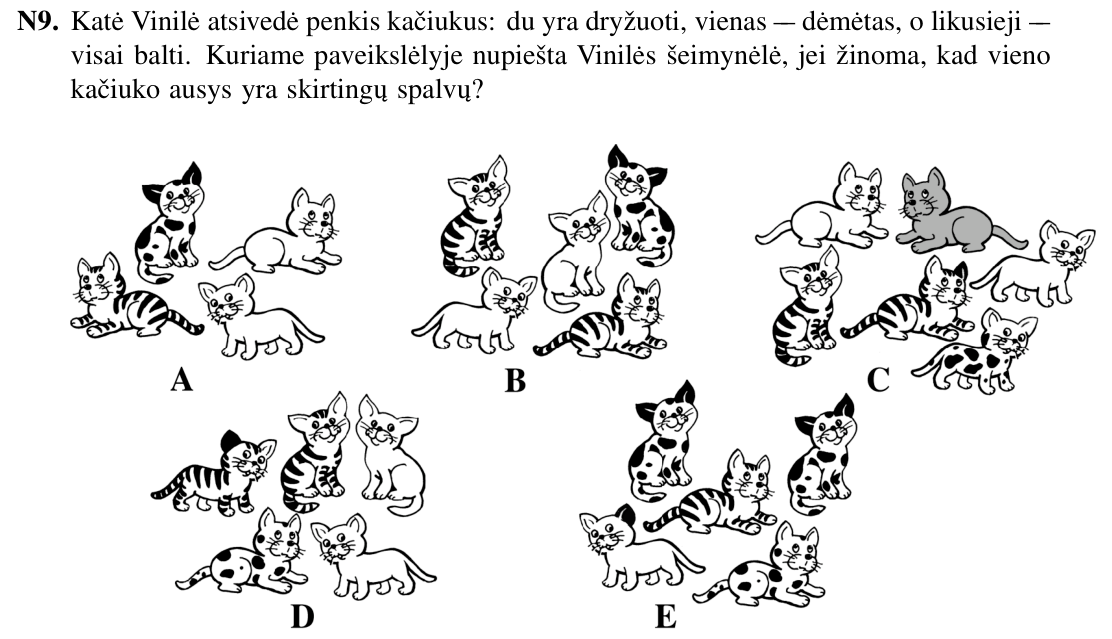 N9. Katė Vinilė atsivedė penkis kačiukus: du yra dryžuoti, vienas — dėmėtas, o likusieji —
visai balti. Kuriame paveikslėlyje nupiešta Vinilės šeimynėlė, jei žinoma, kad vieno
kačiuko ausys yra skirtingų spalvų?
A
B
C
D
E